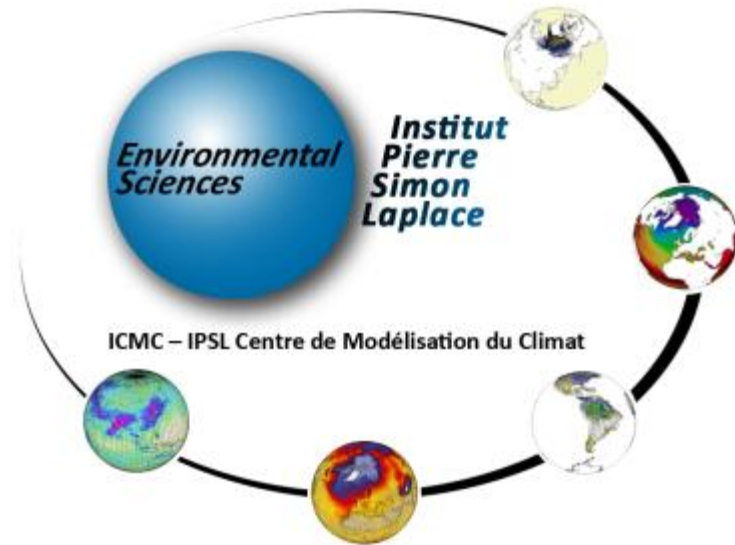 Environmental
Sciences
Institut
Pierre
Simon
Laplace
ICMC – IPSL Centre de Modélisation du Climat